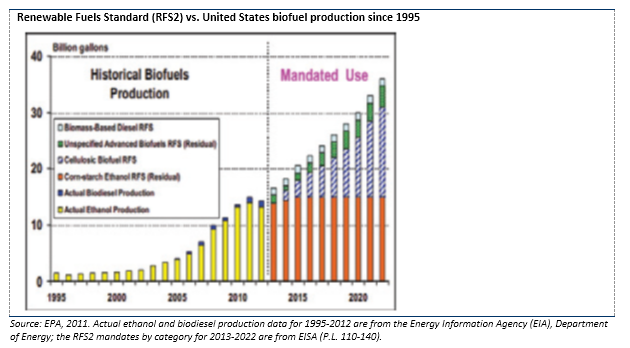 Renewable Fuels Standard (RFS2) vs. United States biofuel production since 1995
Billion gallons
40
30
20
10
0
Historical Biofuels
Production
Mandated Use
Biomass-Based Diesel RFS
Unspecified Advanced Biofuels RFS (Residual)
Cellulosic Biofuel RFS
Corn-starch Ethanol RFS (Residual)
Actual Biodiesel Production
Actual Ethanol Production
1995
2000
2005
2010
2015
2020
Source: EPA, 2011. Actual ethanol and biodiesel production data for 1995-2012 are from the Energy Information Agency (EIA), Department
of Energy; the RFS2 mandates by category for 2013-2022 are from EISA (P.L. 110-140).